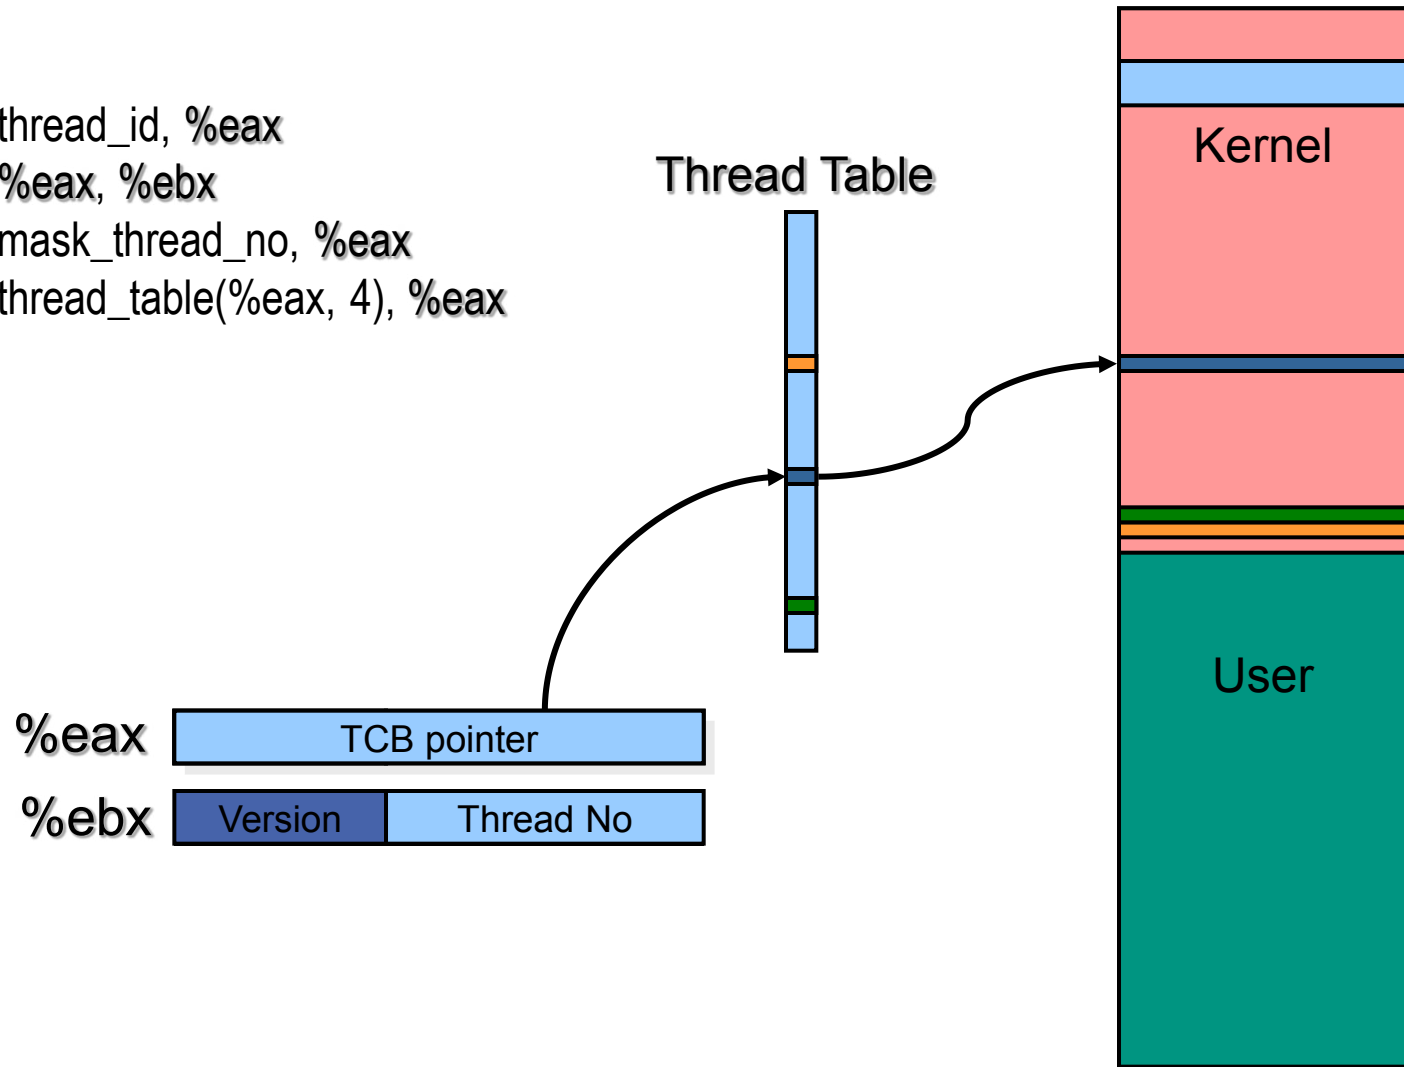 thread_id, %eax
%eax, %ebx
mask_thread_no, %eax
thread_table(%eax, 4), %eax
Thread Table
Kernel
User
%eax
TCB pointer
%ebx
Version
Thread No